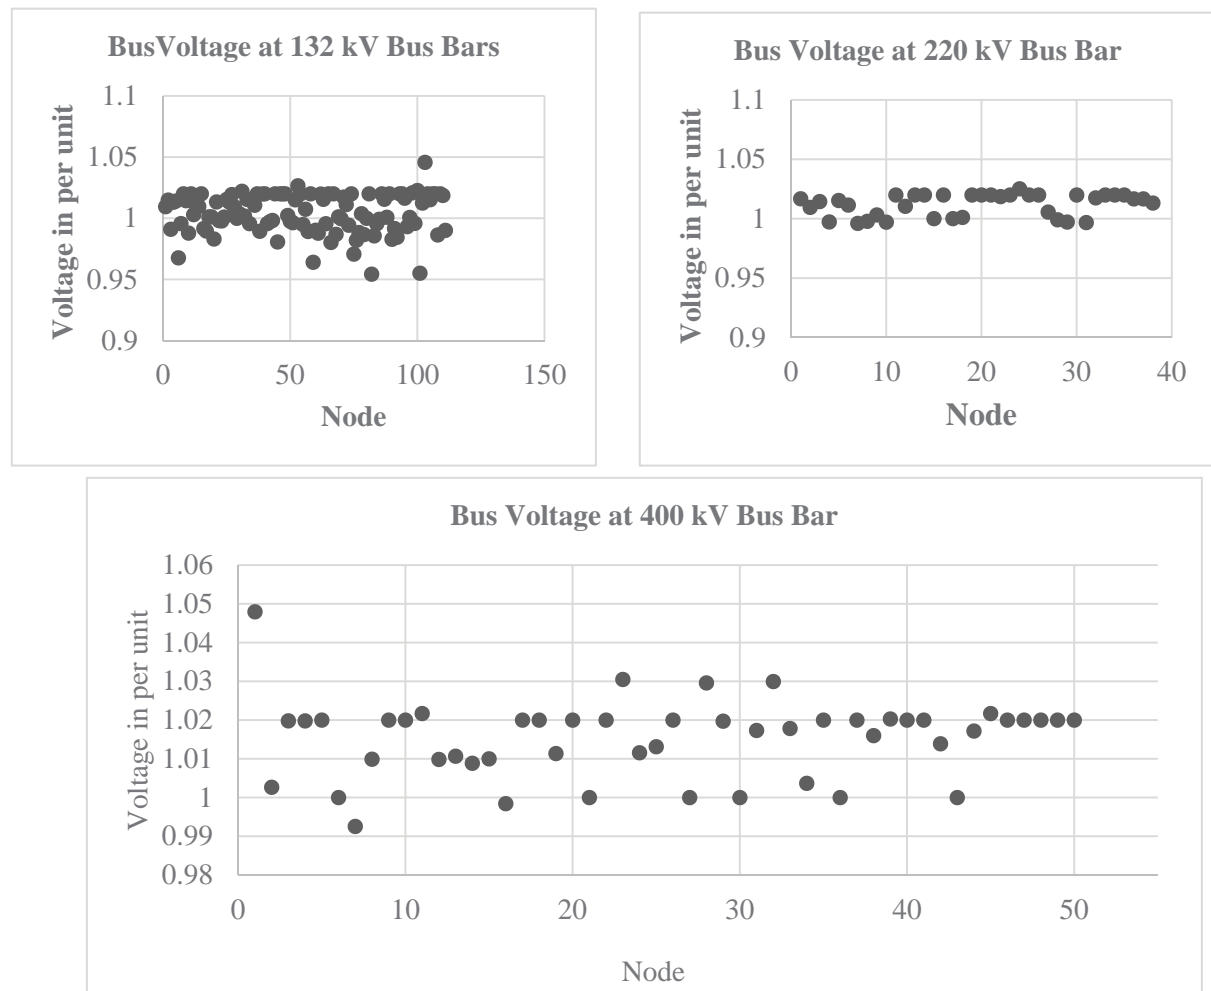 BusVoltage at 132 kV Bus Bars
Voltage in per unit
1.1
1.05
1
0.95
0.9
0 50 100 150
Node
Bus Voltage at 220 kV Bus Bar
Voltage in per unit
1.1
1.05
1
0.95
0.9
0 10 20 30 40
Node
Bus Voltage at 400 kV Bus Bar
Voltage in per unit
1.06
1.05
1.04
1.03
1.02
1.01
1
0.99
0.98
0 10 20 30 40 50
Node